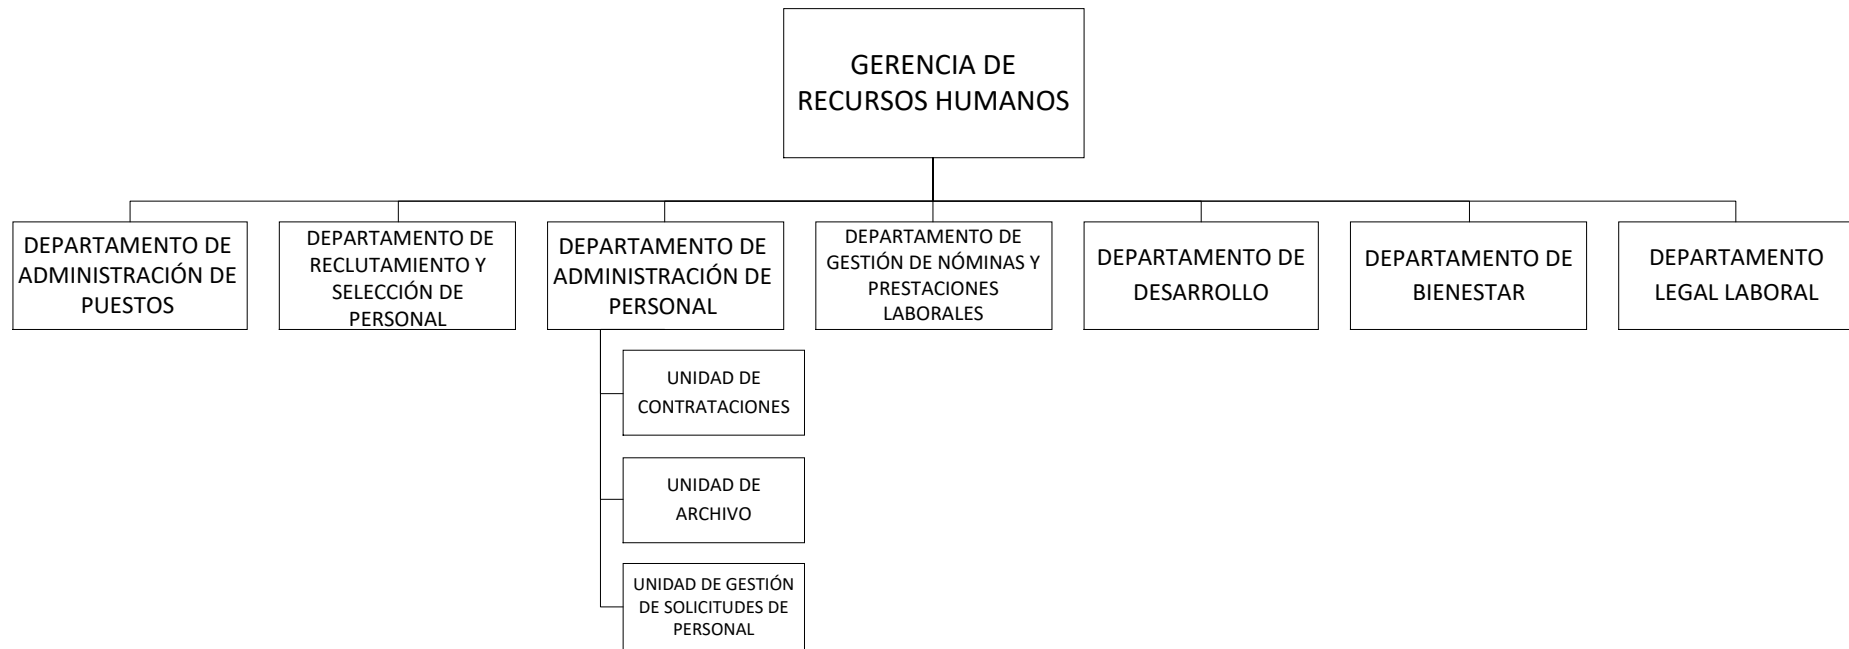 GERENCIA DE
RECURSOS HUMANOS
DEPARTAMENTO DE
ADMINISTRACIÓN DE
PUESTOS
DEPARTAMENTO DE
RECLUTAMIENTO Y
SELECCIÓN DE
PERSONAL
DEPARTAMENTO DE
ADMINISTRACIÓN DE
PERSONAL
DEPARTAMENTO DE
GESTIÓN DE NÓMINAS Y
PRESTACIONES
LABORALES
DEPARTAMENTO DE
DESARROLLO
DEPARTAMENTO DE
BIENESTAR
DEPARTAMENTO
LEGAL LABORAL
UNIDAD DE
CONTRATACIONES
UNIDAD DE
ARCHIVO
UNIDAD DE GESTIÓN
DE SOLICITUDES DE
PERSONAL